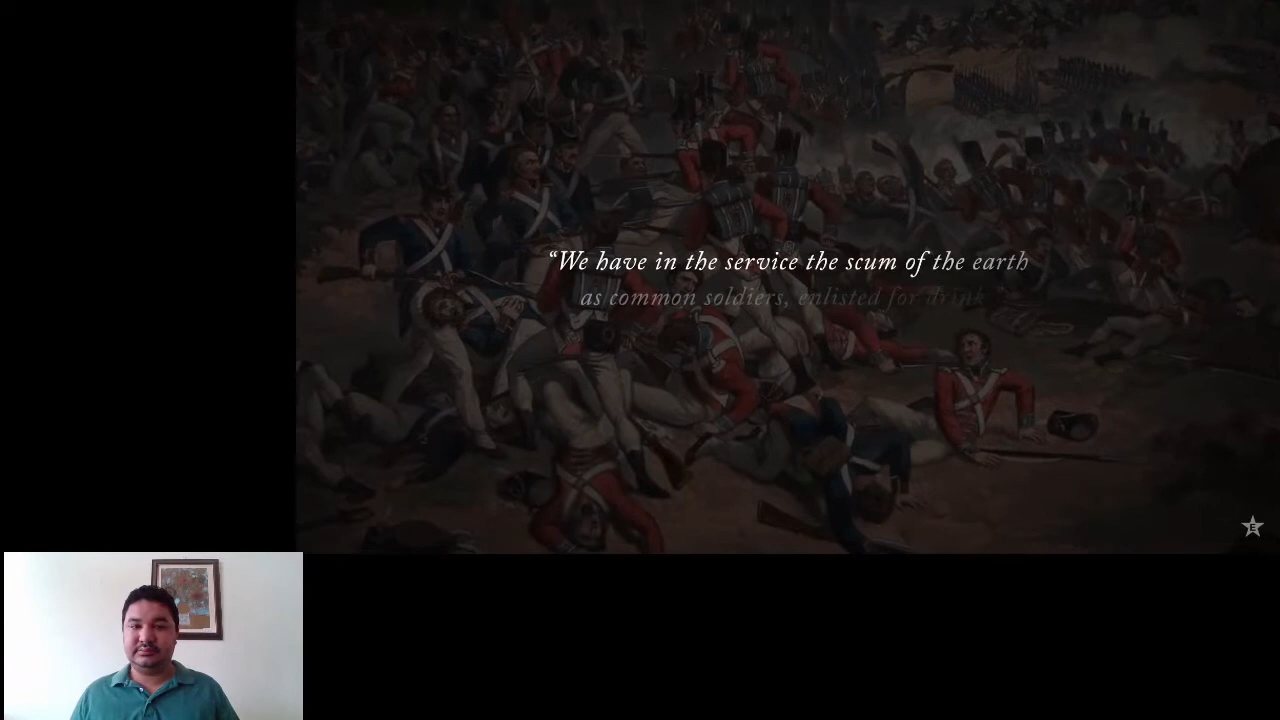 “We have in the service the scum of the earth
as common soldiers, enlisted for drink
E